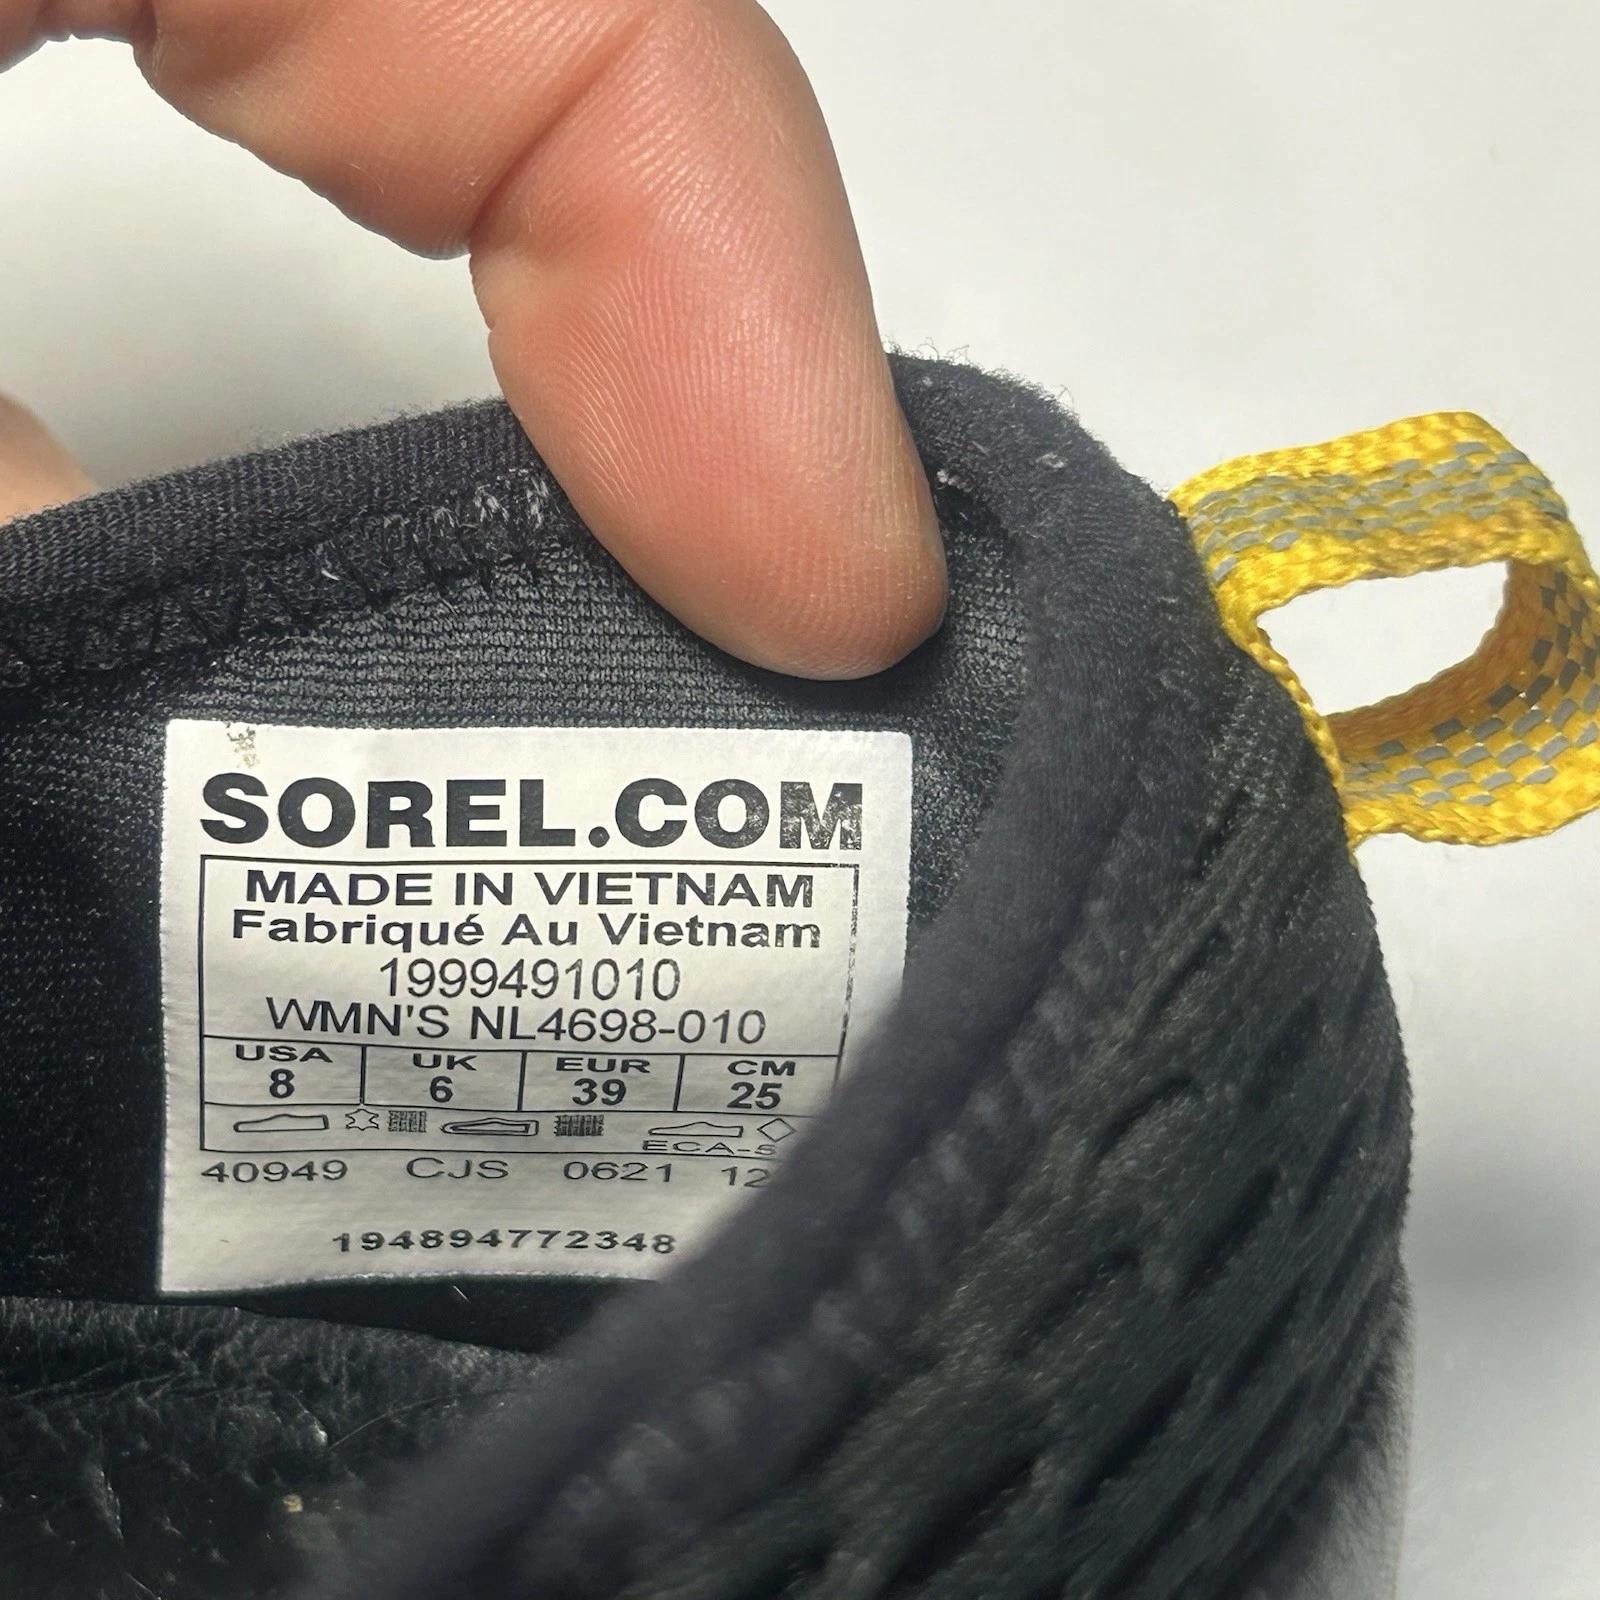 SOREL.COM
MADE IN VIETNAM
Fabriqué Au Vietnam
1999491010
WMN'S NL4698-010
USA UK EUR CM
8 6 39 25
40949 CJS 0621 12
194894772348